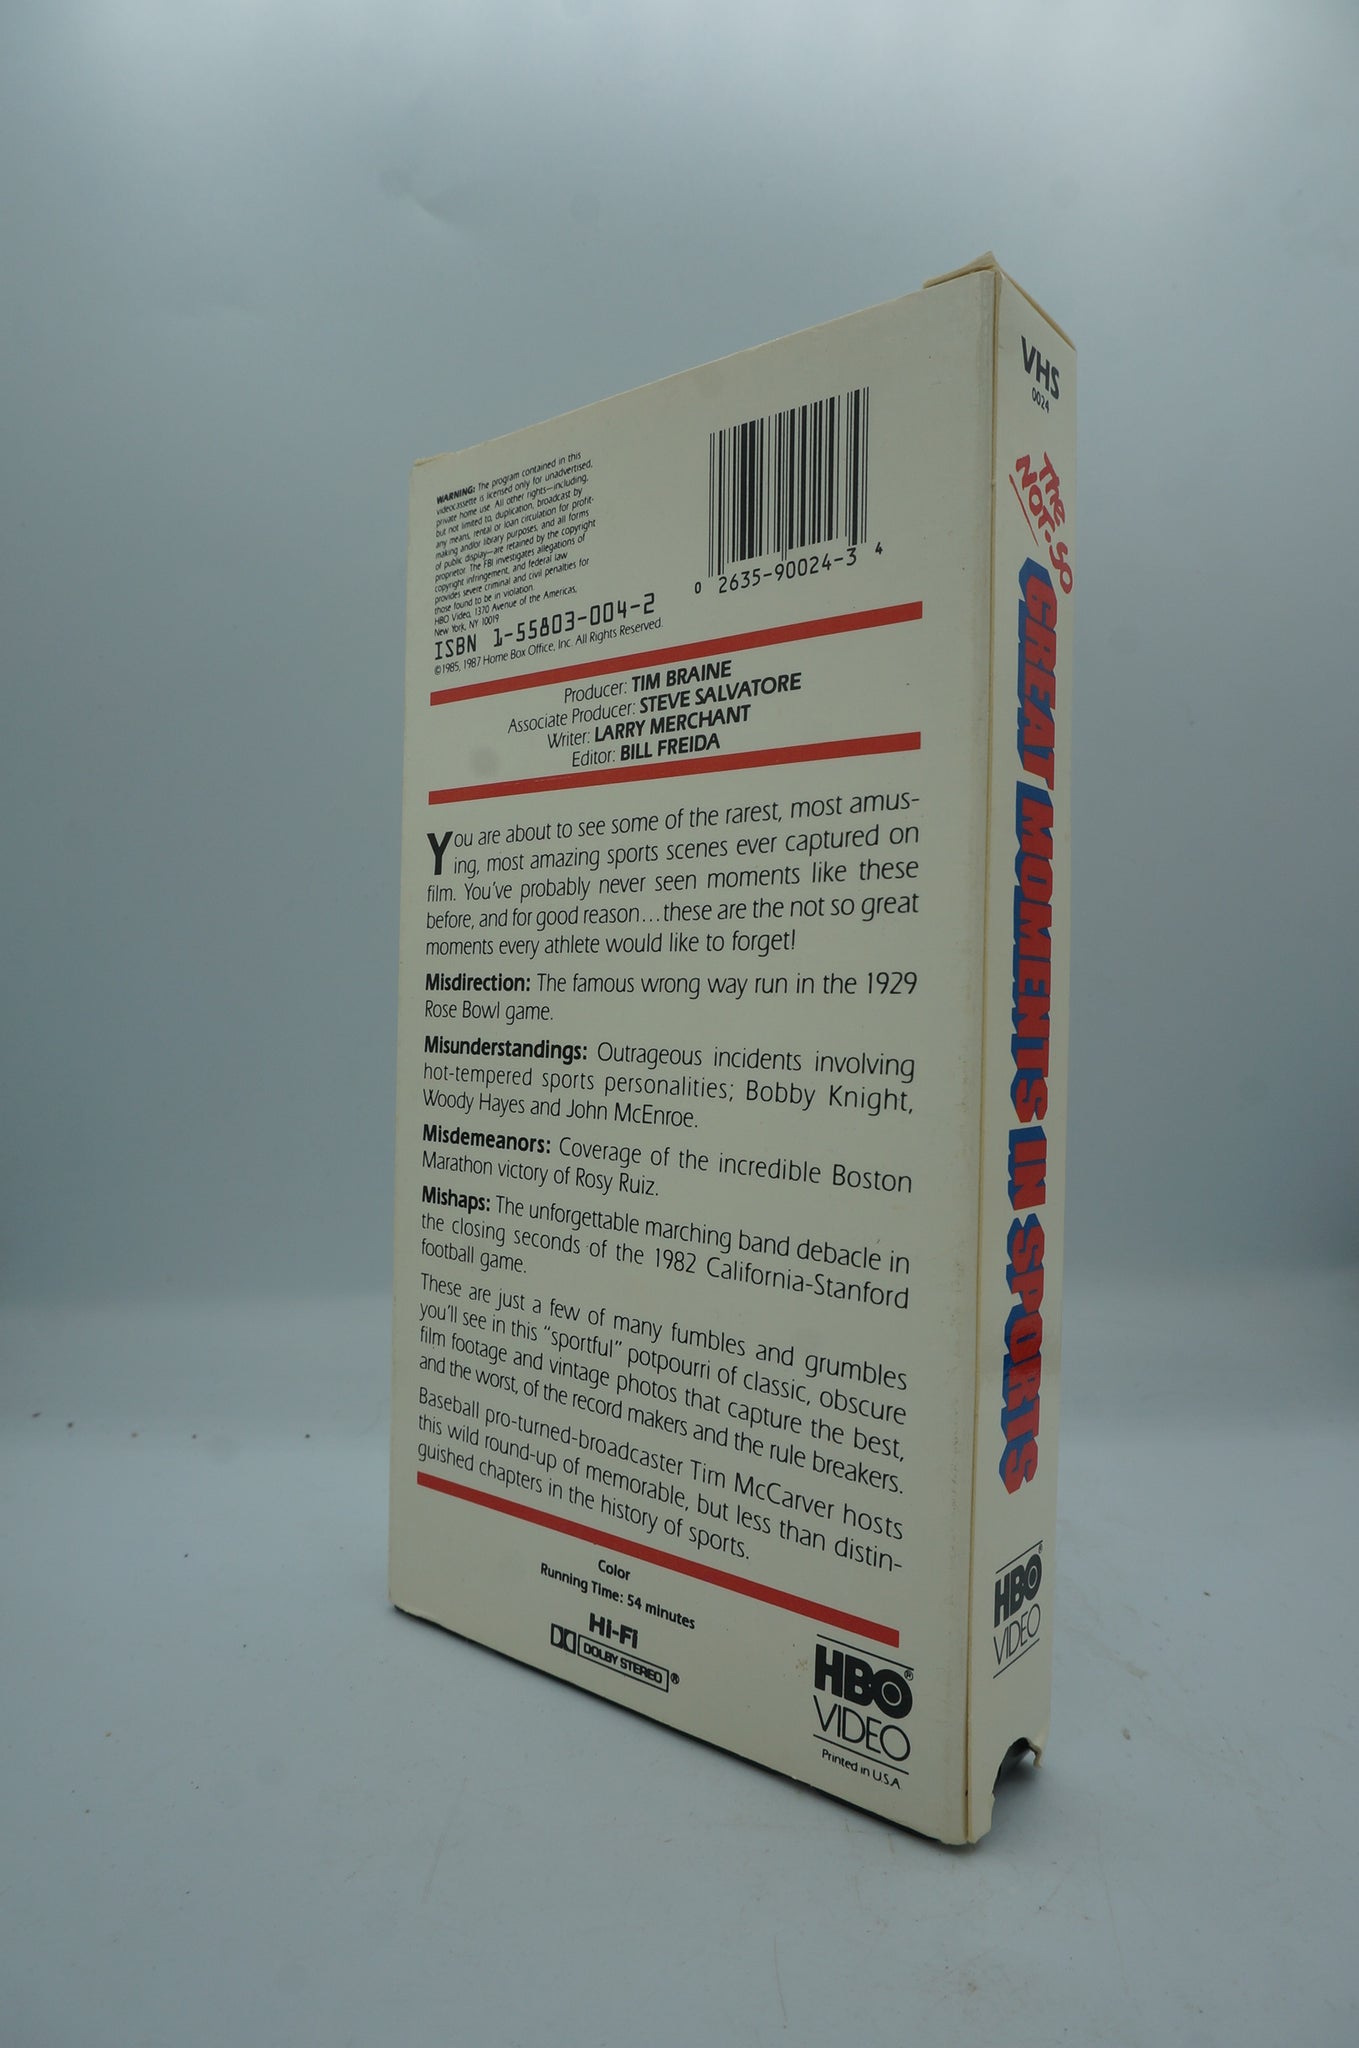 WARNING: The program contained in this
videocassette is licensed only for unadvertised,
private home use. All other rights—including,
but not limited to, duplication, broadcast by
any means, rental or loan circulation for profit-
making and/or library purposes, and all forms
of public display—are retained by the copyright
proprietor. The FBI investigates allegations of
copyright infringement, and federal law
provides severe criminal and civil penalties for
those found to be in violation.
HBO Video, 1370 Avenue of the Americas,
New York, NY 10019
ISBN 1-55803-004-2
©1985, 1987 Home Box Office, Inc. All Rights Reserved.
0 2635-90024-3 4
Producer: TIM BRAINE
Associate Producer: STEVE SALVATORE
Writer: LARRY MERCHANT
Editor: BILL FREIDA
You are about to see some of the rarest, most amus-
ing, most amazing sports scenes ever captured on
film. You've probably never seen moments like these
before, and for good reason...these are the not so great
moments every athlete would like to forget!
Misdirection: The famous wrong way run in the 1929
Rose Bowl game.
Misunderstandings: Outrageous incidents involving
hot-tempered sports personalities; Bobby Knight,
Woody Hayes and John McEnroe.
Misdemeanors: Coverage of the incredible Boston
Marathon victory of Rosy Ruiz.
Mishaps: The unforgettable marching band debacle in
the closing seconds of the 1982 California-Stanford
football game.
These are just a few of many fumbles and grumbles
you'll see in this "sportful" potpourri of classic, obscure
film footage and vintage photos that capture the best,
and the worst, of the record makers and the rule breakers.
Baseball pro-turned-broadcaster Tim McCarver hosts
this wild round-up of memorable, but less than distin-
guished chapters in the history of sports.
Color
Running Time: 54 minutes
Hi-Fi
DOLBY STEREO®
HBO®
VIDEO
Printed in U.S.A.
VHS
0024
The
NOT-SO
GREAT MOMENTS IN SPORTS
HBO®
VIDEO